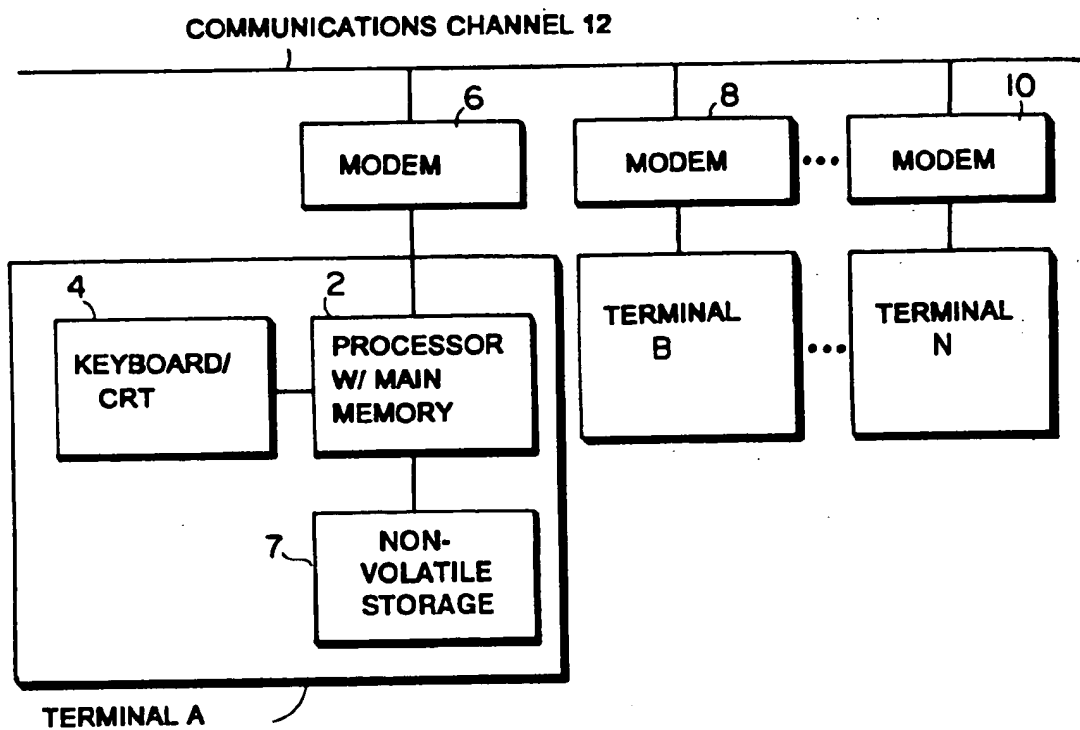 COMMUNICATIONS CHANNEL 12
6
8
10
MODEM
MODEM
•••
MODEM
4
2
KEYBOARD/
CRT
PROCESSOR
W/ MAIN
MEMORY
TERMINAL
B
•••
TERMINAL
N
7
NON-
VOLATILE
STORAGE
TERMINAL A